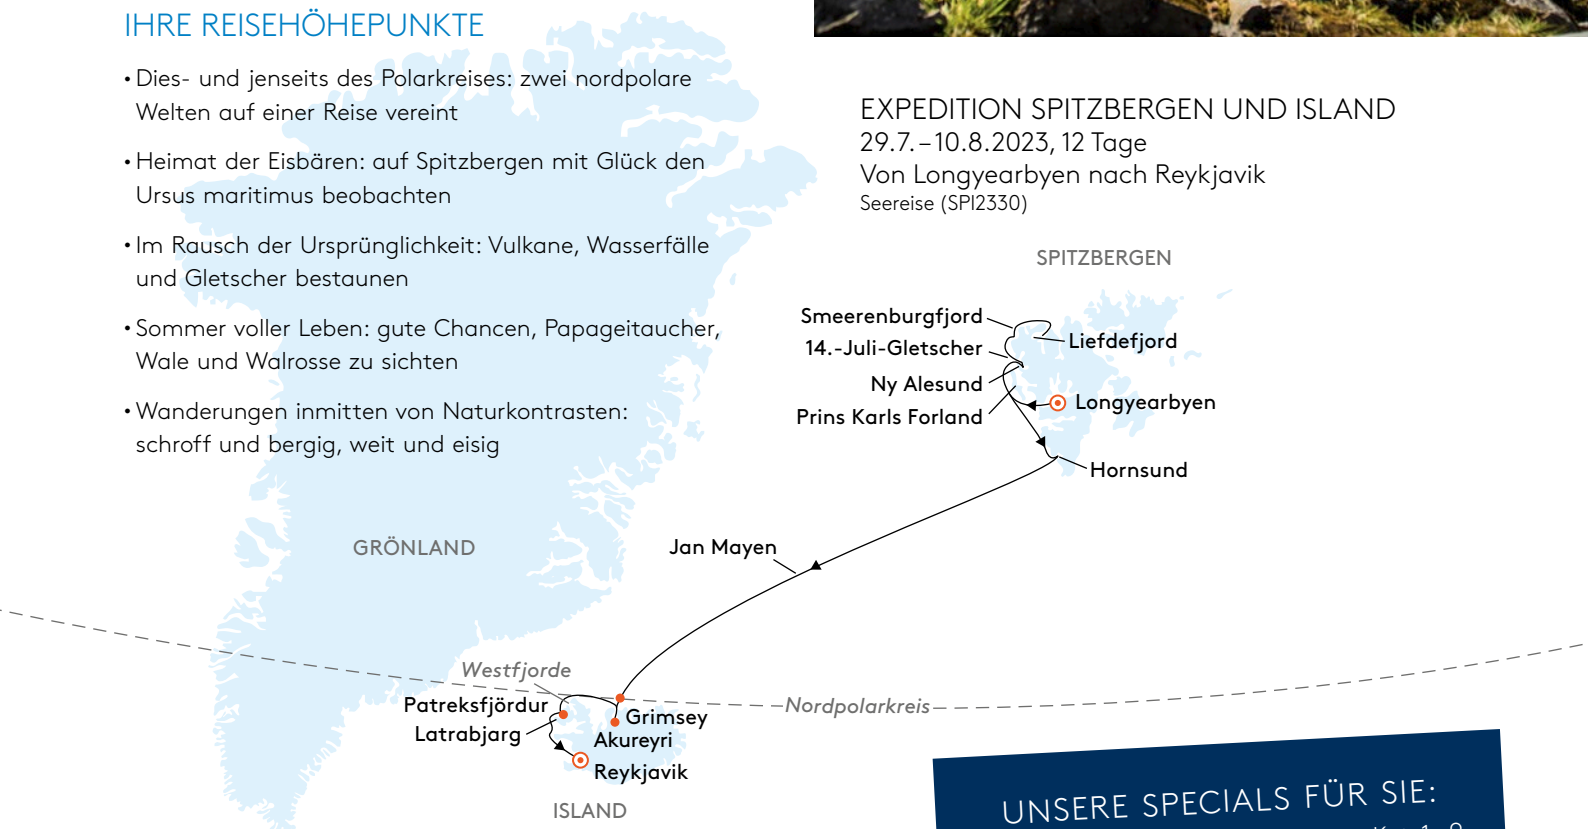 IHRE REISEHÖHEPUNKTE
• Dies- und jenseits des Polarkreises: zwei nordpolare
Welten auf einer Reise vereint
• Heimat der Eisbären: auf Spitzbergen mit Glück den
Ursus maritimus beobachten
• Im Rausch der Ursprünglichkeit: Vulkane, Wasserfälle
und Gletscher bestaunen
• Sommer voller Leben: gute Chancen, Papageitaucher,
Wale und Walrosse zu sichten
• Wanderungen inmitten von Naturkontrasten:
schroff und bergig, weit und eisig
EXPEDITION SPITZBERGEN UND ISLAND
29.7.–10.8.2023, 12 Tage
Von Longyearbyen nach Reykjavik
Seereise (SPI2330)
SPITZBERGEN
Smeerenburgfjord
Liefdefjord
14.-Juli-Gletscher
Ny Alesund
Longyearbyen
Prins Karls Forland
Hornsund
GRÖNLAND
Jan Mayen
Westfjorde
Patreksfjördur
Nordpolarkreis
Grimsey
Latrabjarg
Akureyri
Reykjavik
ISLAND
UNSERE SPECIALS FÜR SIE: